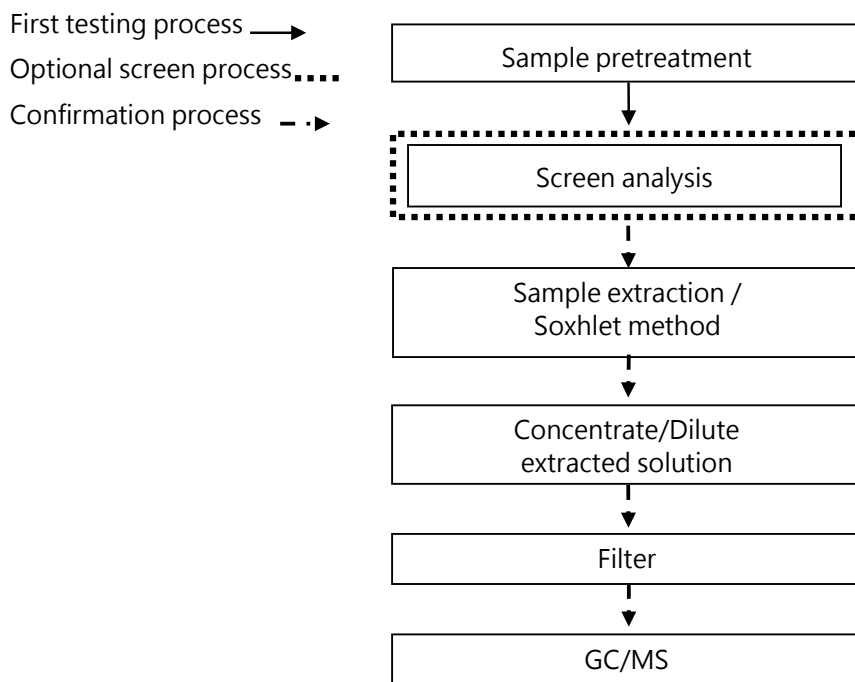 First testing process
Optional screen process
Confirmation process
Sample pretreatment
Screen analysis
Sample extraction /
Soxhlet method
Concentrate/Dilute
extracted solution
Filter
GC/MS